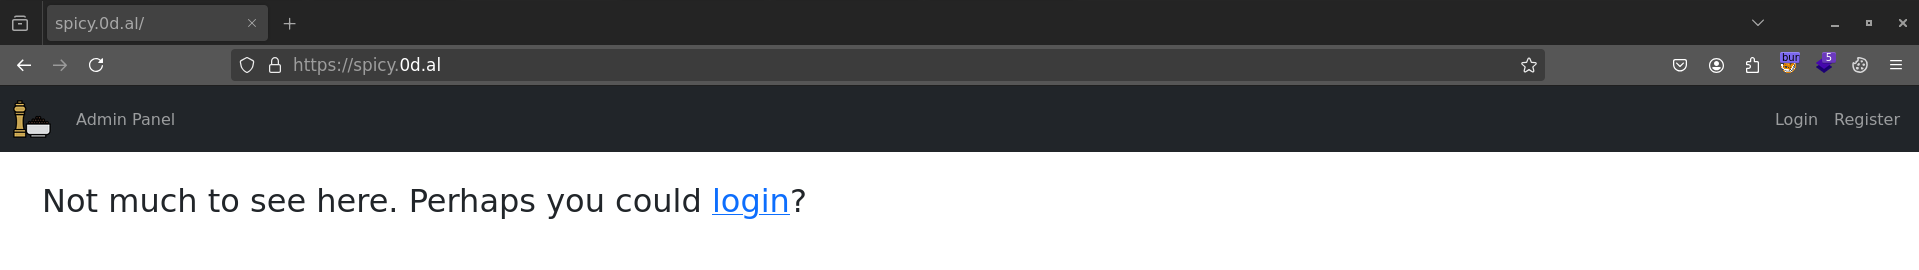 spicy.0d.al/
https://spicy.0d.al
bur
5
Admin Panel
Login
Register
Not much to see here. Perhaps you could login?